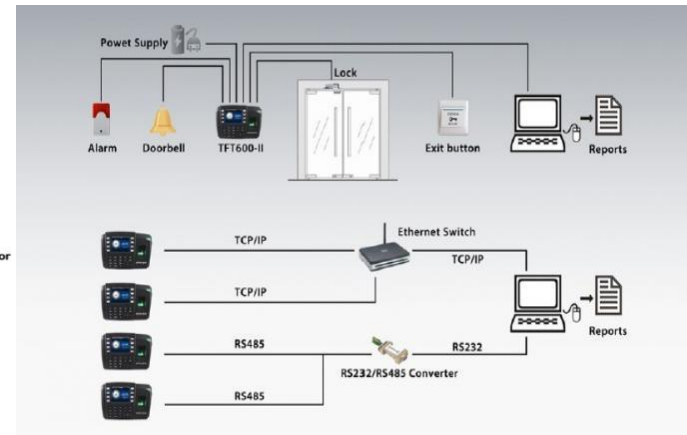 Powet Supply
Lock
Alarm
Doorbell
TFT600-II
Exit button
Reports
or
TCP/IP
Ethernet Switch
TCP/IP
TCP/IP
Reports
RS485
RS232
RS232/RS485 Converter
RS485